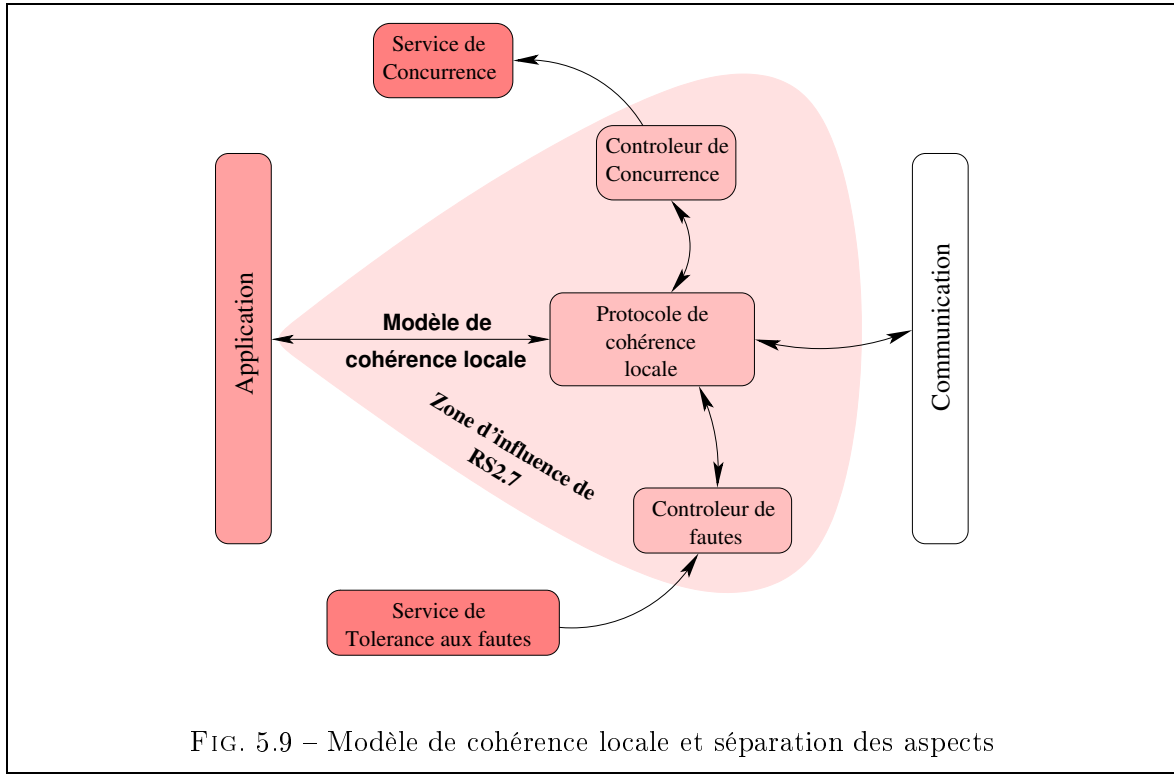 Service de
Concurrence
Controleur de
Concurrence
Application
Modèle de
cohérence locale
Protocole de
cohérence
locale
Communication
Zone d'influence de
RS2.7
Controleur de
fautes
Service de
Tolerance aux fautes
FIG. 5.9 – Modèle de cohérence locale et séparation des aspects